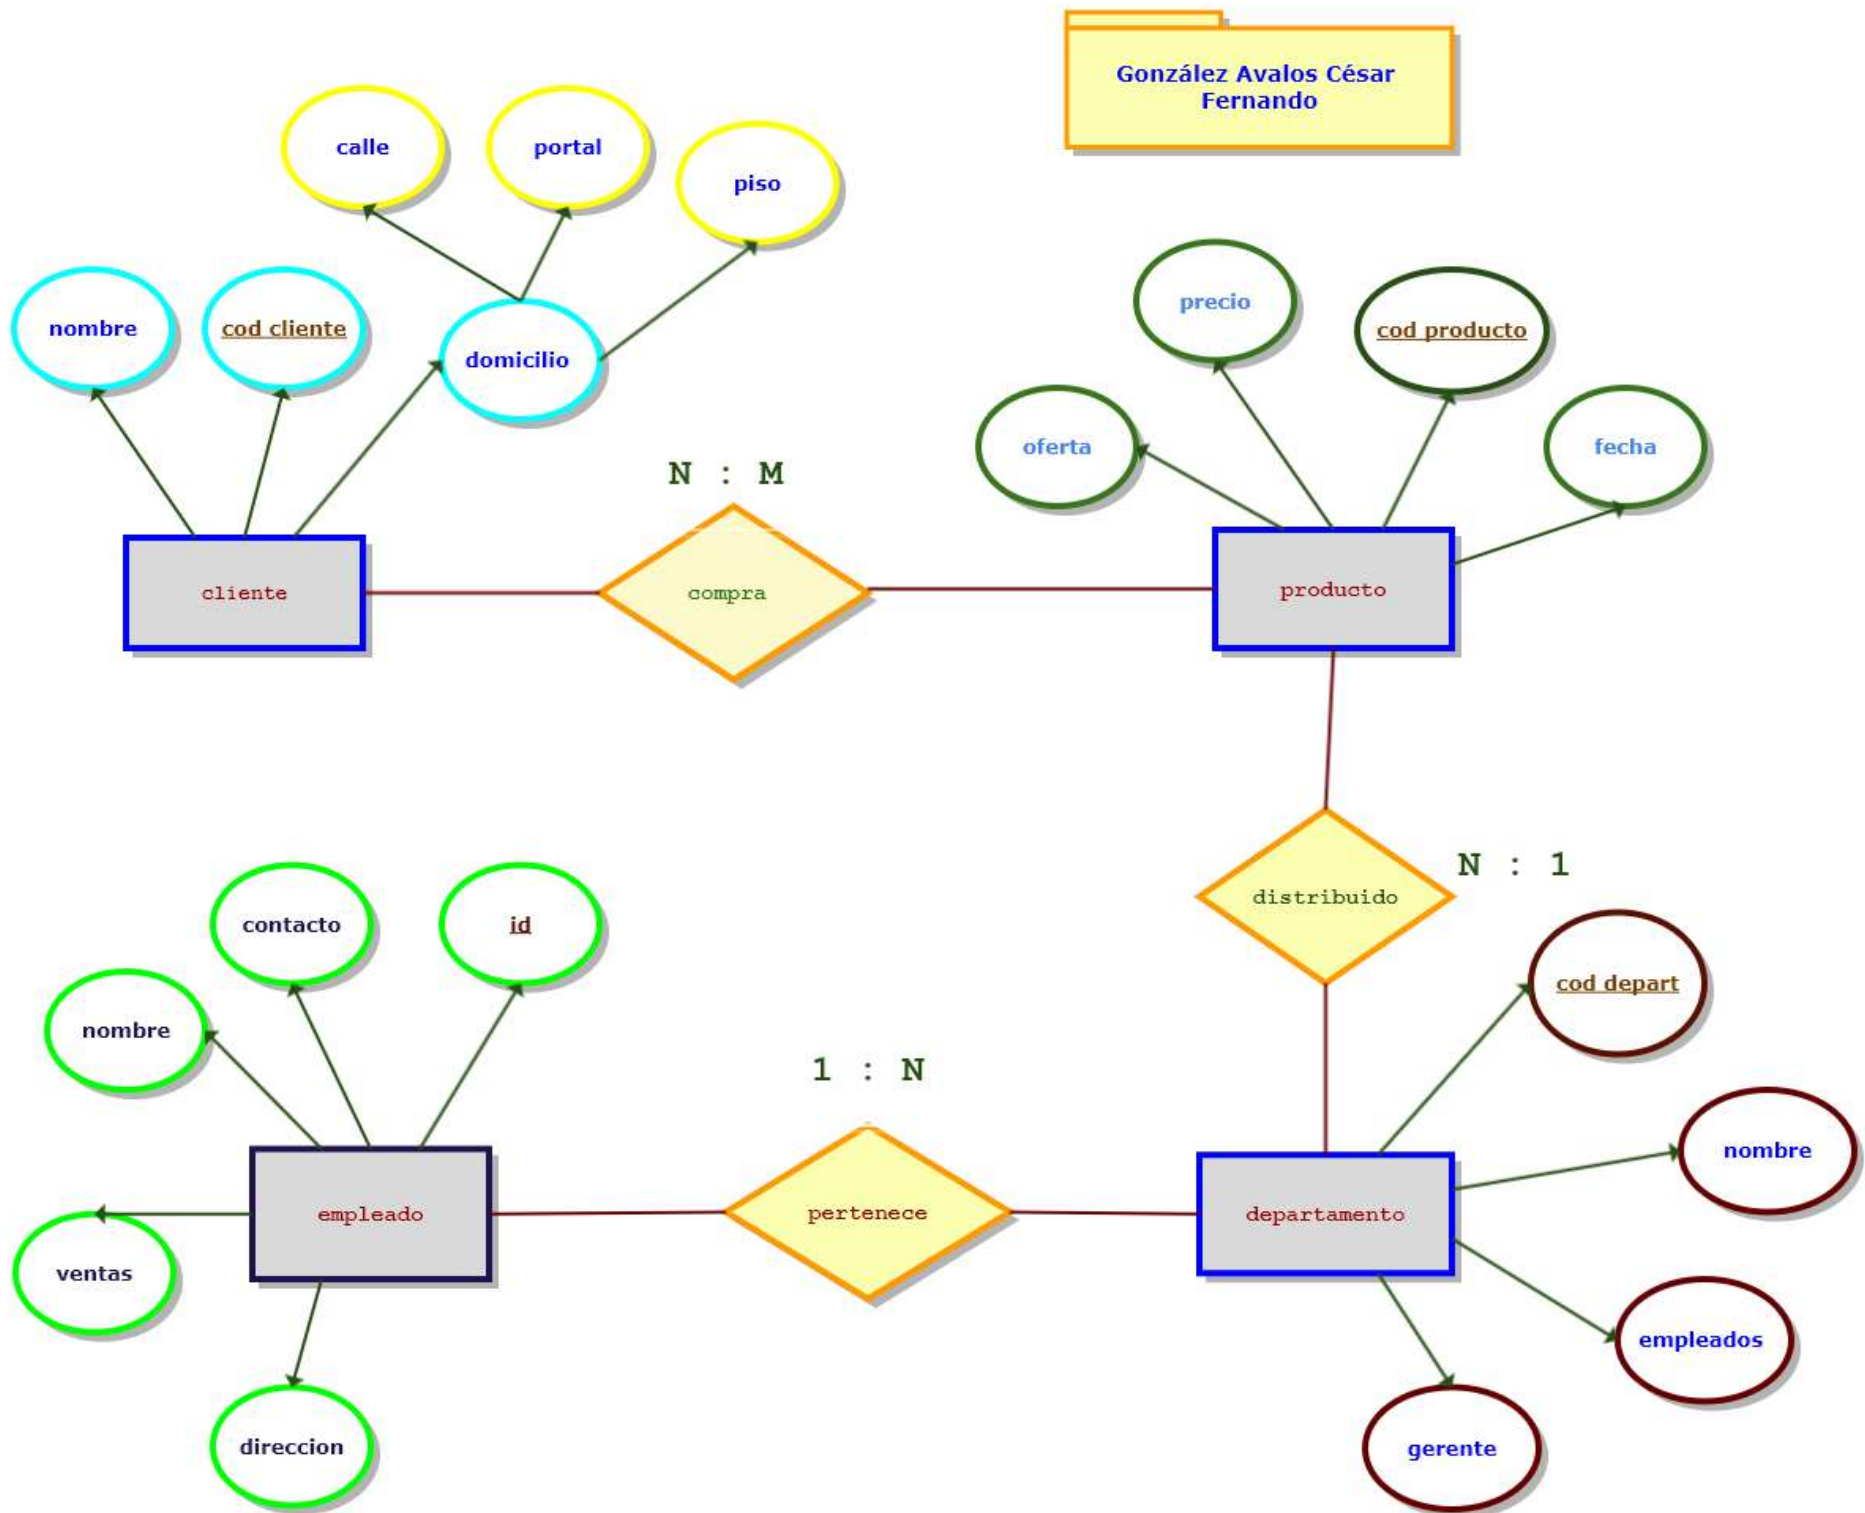 González Avalos César
Fernando
calle
portal
piso
nombre
cod cliente
domicilio
precio
cod producto
oferta
fecha
N : M
cliente
compra
producto
contacto
id
nombre
N : 1
distribuido
cod depart
1 : N
nombre
empleado
pertenece
departamento
ventas
empleados
direccion
gerente